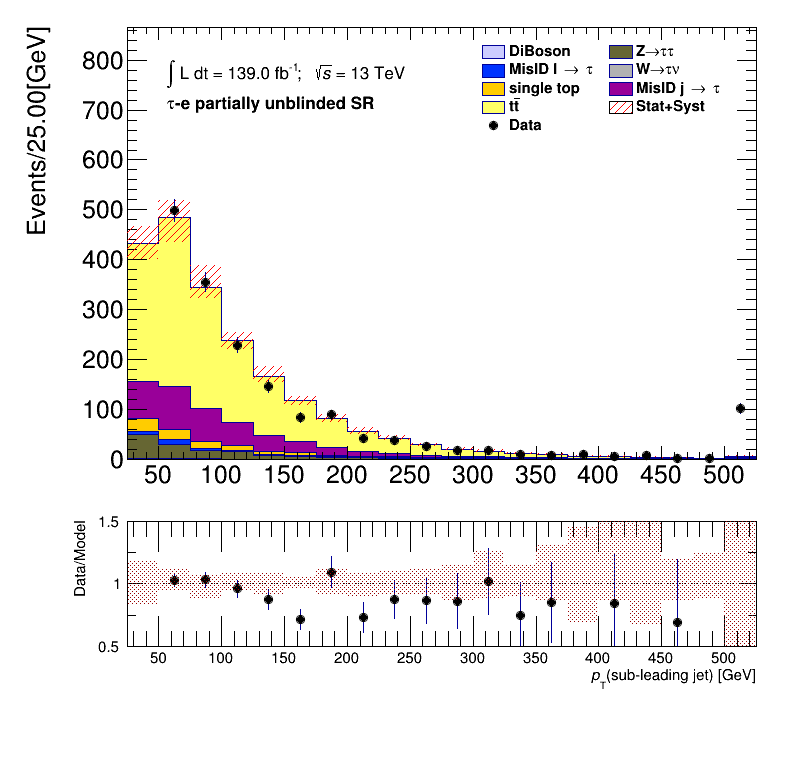 Events/25.00[GeV]
800
700
600
500
400
300
200
100
0
∫ L dt = 139.0 fb⁻¹; √s = 13 TeV
τ-e partially unblinded SR
DiBoson
MisID l → τ
single top
tt̄
Data
Z→ττ
W→τν
MisID j → τ
Stat+Syst
50 100 150 200 250 300 350 400 450 500
Data/Model
1.5
1
0.5
50 100 150 200 250 300 350 400 450 500
p_T(sub-leading jet) [GeV]